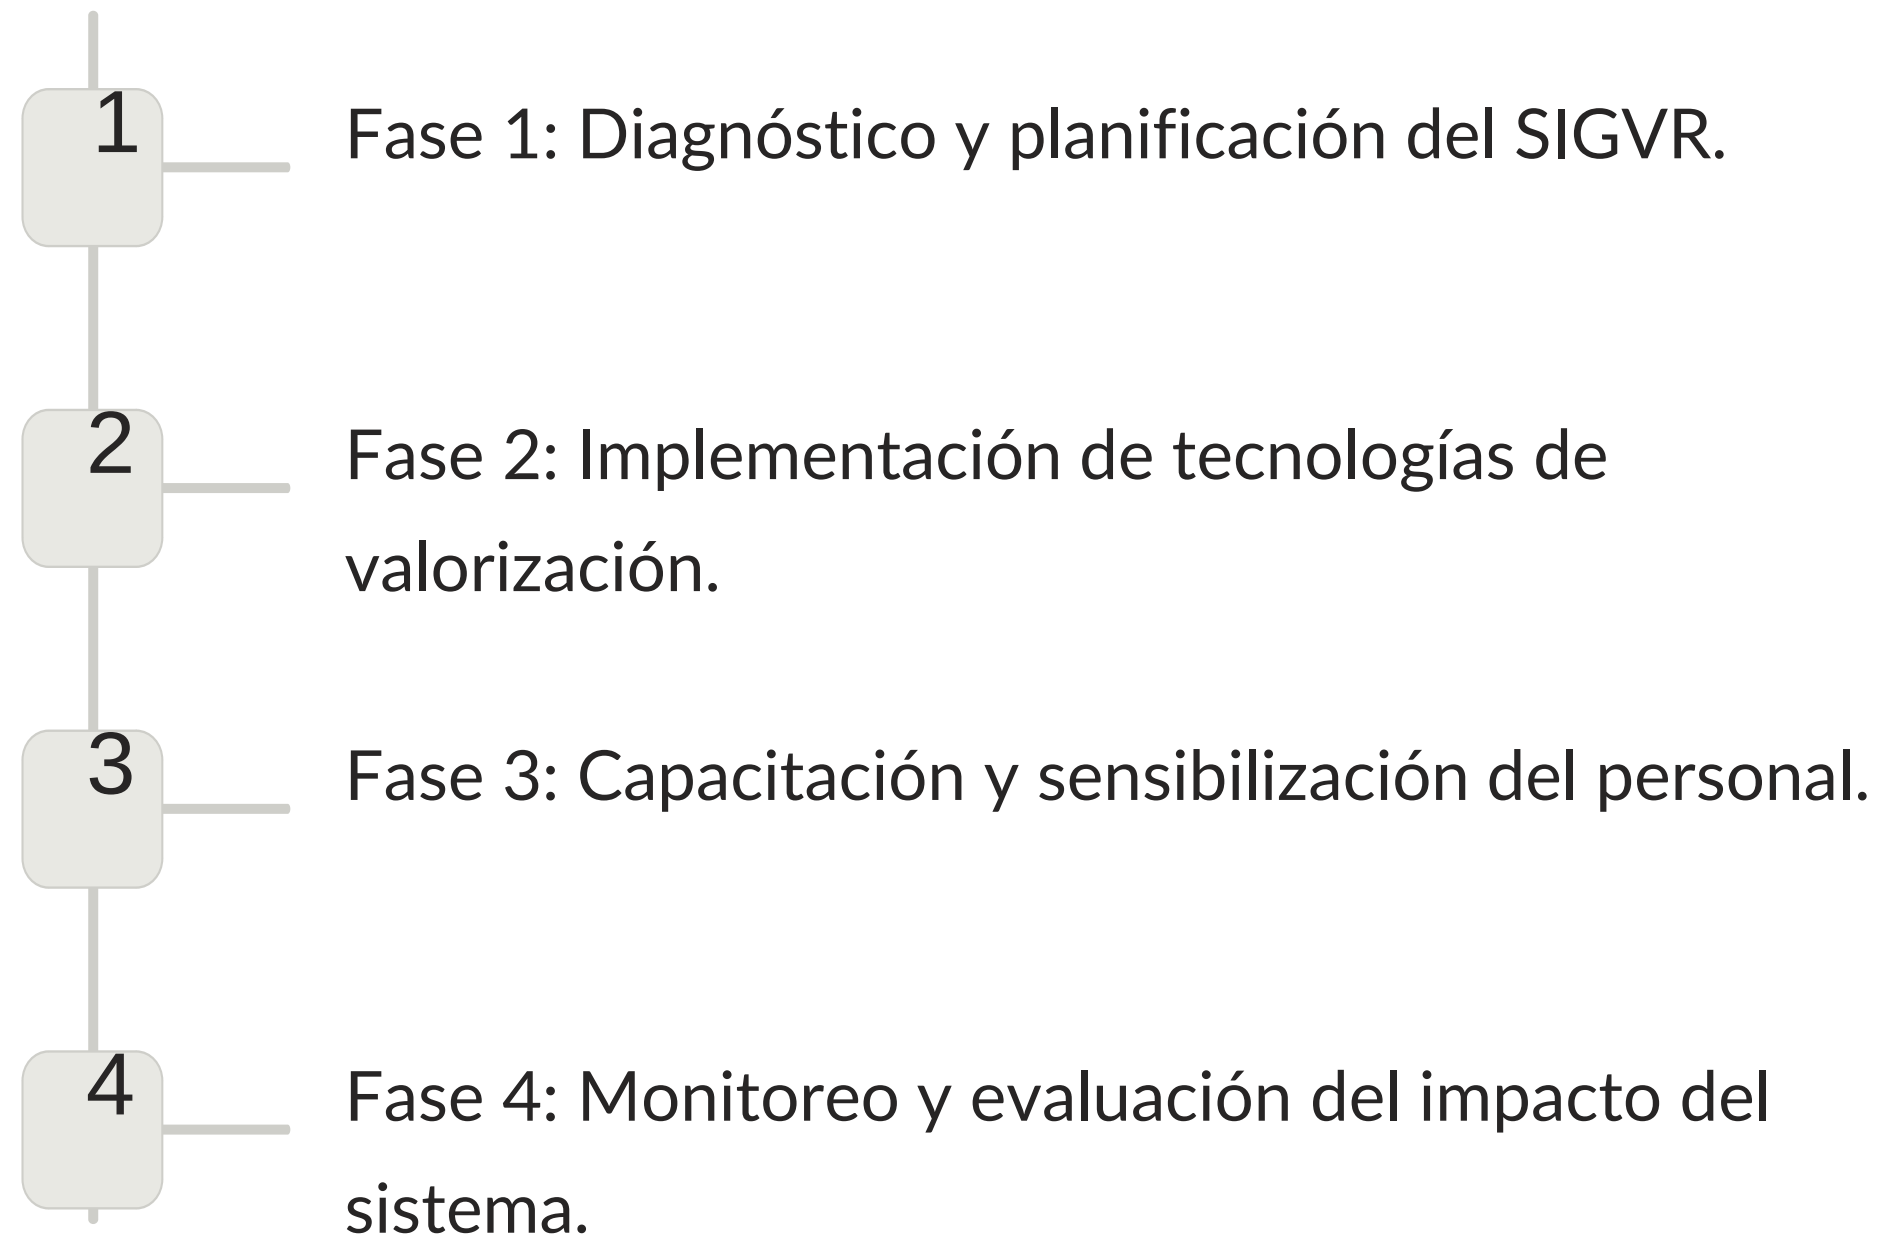 1
Fase 1: Diagnóstico y planificación del SIGVR.
2
Fase 2: Implementación de tecnologías de
valorización.
3
Fase 3: Capacitación y sensibilización del personal.
4
Fase 4: Monitoreo y evaluación del impacto del
sistema.